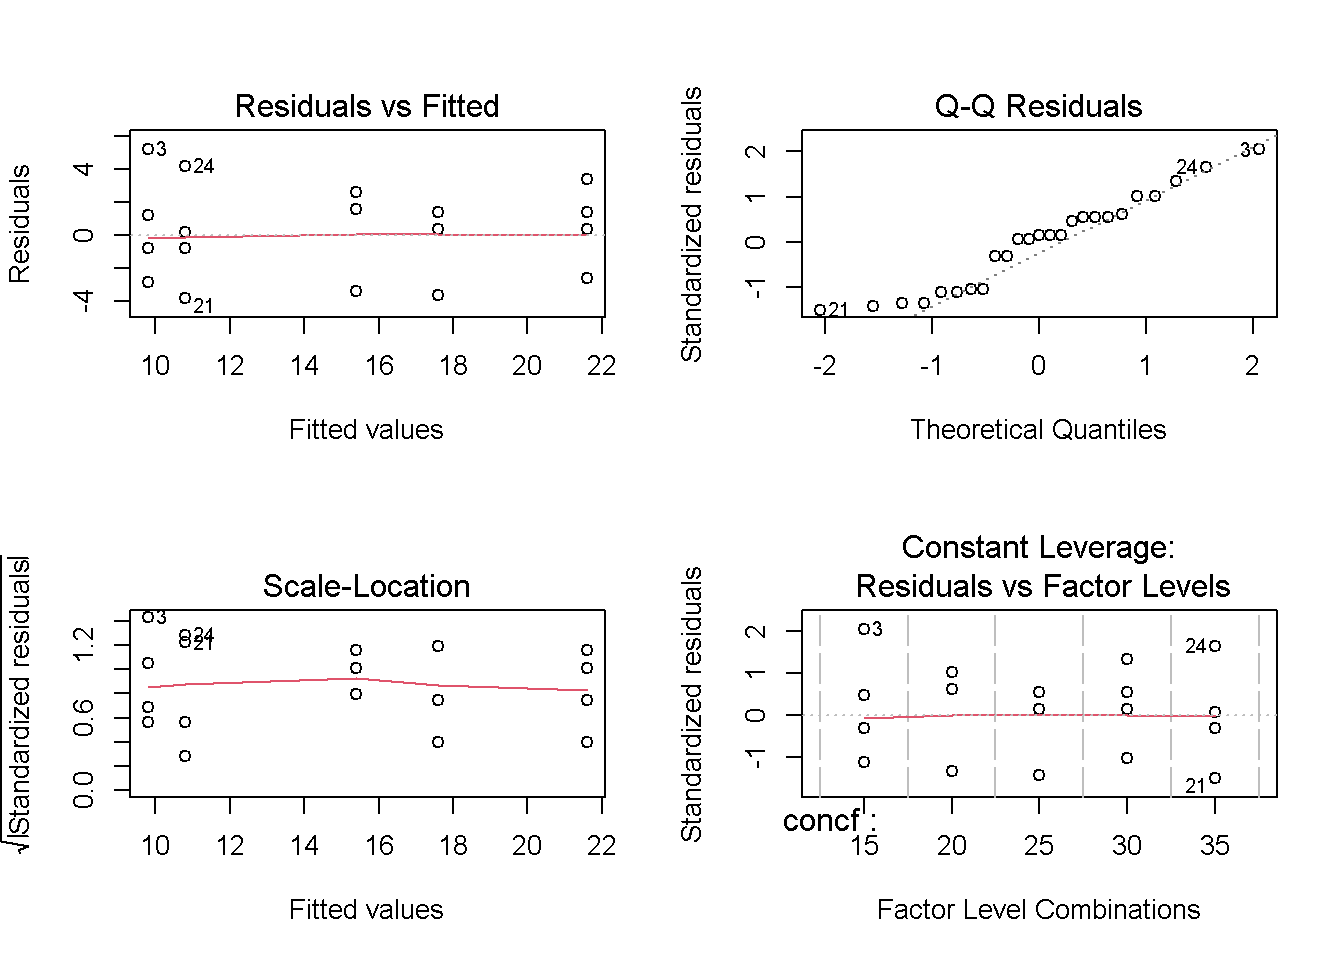 Residuals vs Fitted
Residuals
4
0
-4
3
24
21
10 12 14 16 18 20 22
Fitted values
Q-Q Residuals
Standardized residuals
2
1
0
-1
3
24
21
-2 -1 0 1 2
Theoretical Quantiles
Scale-Location
√|Standardized residuals|
1.2
0.6
0.0
3
24
21
10 12 14 16 18 20 22
Fitted values
Constant Leverage:
Residuals vs Factor Levels
Standardized residuals
2
1
0
-1
3
24
21
concf :
15 20 25 30 35
Factor Level Combinations